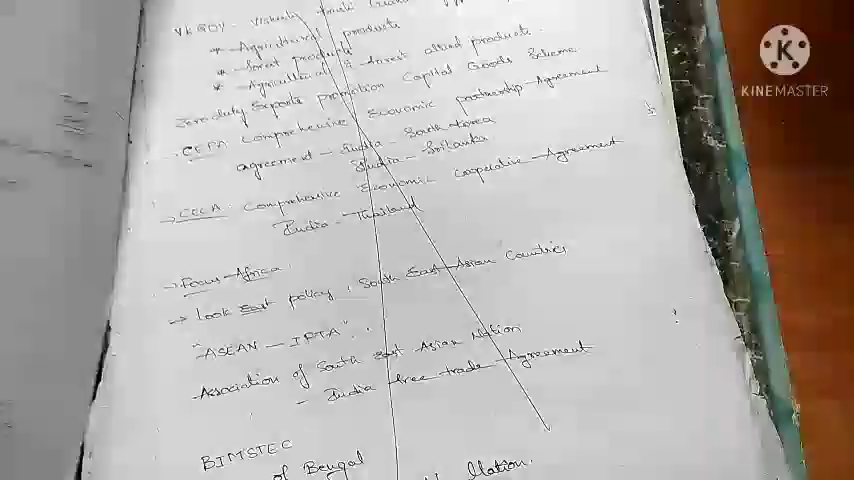 VKGUY - Vishesh Krishi
* Agricultural products
* forest products
* Agricultural & forest allied products.
Zero duty Exports promotion Capital Goods Scheme
→ CEPA Comprehensive Economic partnership Agreement
agreement - India - South Korea
India - Srilanka
→ CECA. Comprehensive Economic cooperative Agreement
India - Thailand
→ Focus Africa
→ Look East policy, South East Asian Countries
"ASEAN - IFTA"
Association of South East Asian Nation
- India free trade Agreement
BIMSTEC
of Bengal
Nation.
K
KINEMASTER